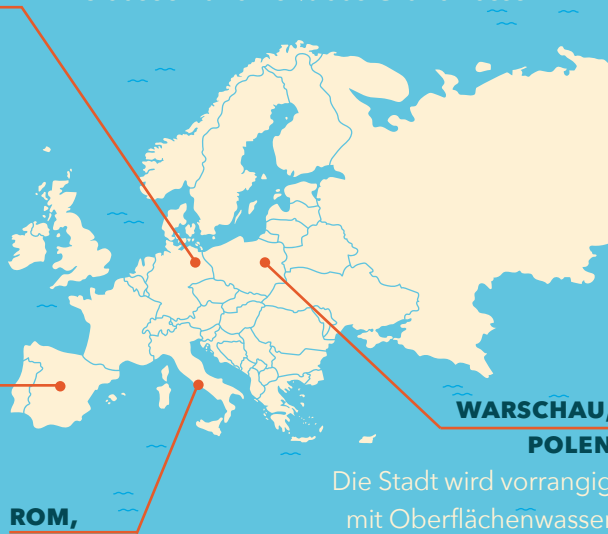 WARSCHAU,
POLEN
Die Stadt wird vorrangig
mit Oberflächenwasser
ROM,